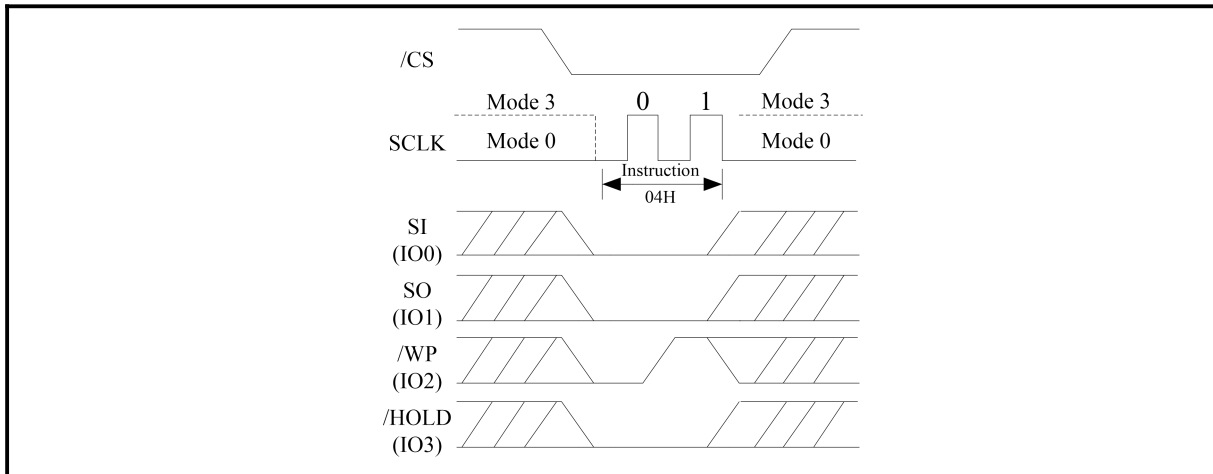 /CS
Mode 3 0 1 Mode 3
SCLK Mode 0 Mode 0
Instruction
04H
SI
(IO0)
SO
(IO1)
/WP
(IO2)
/HOLD
(IO3)